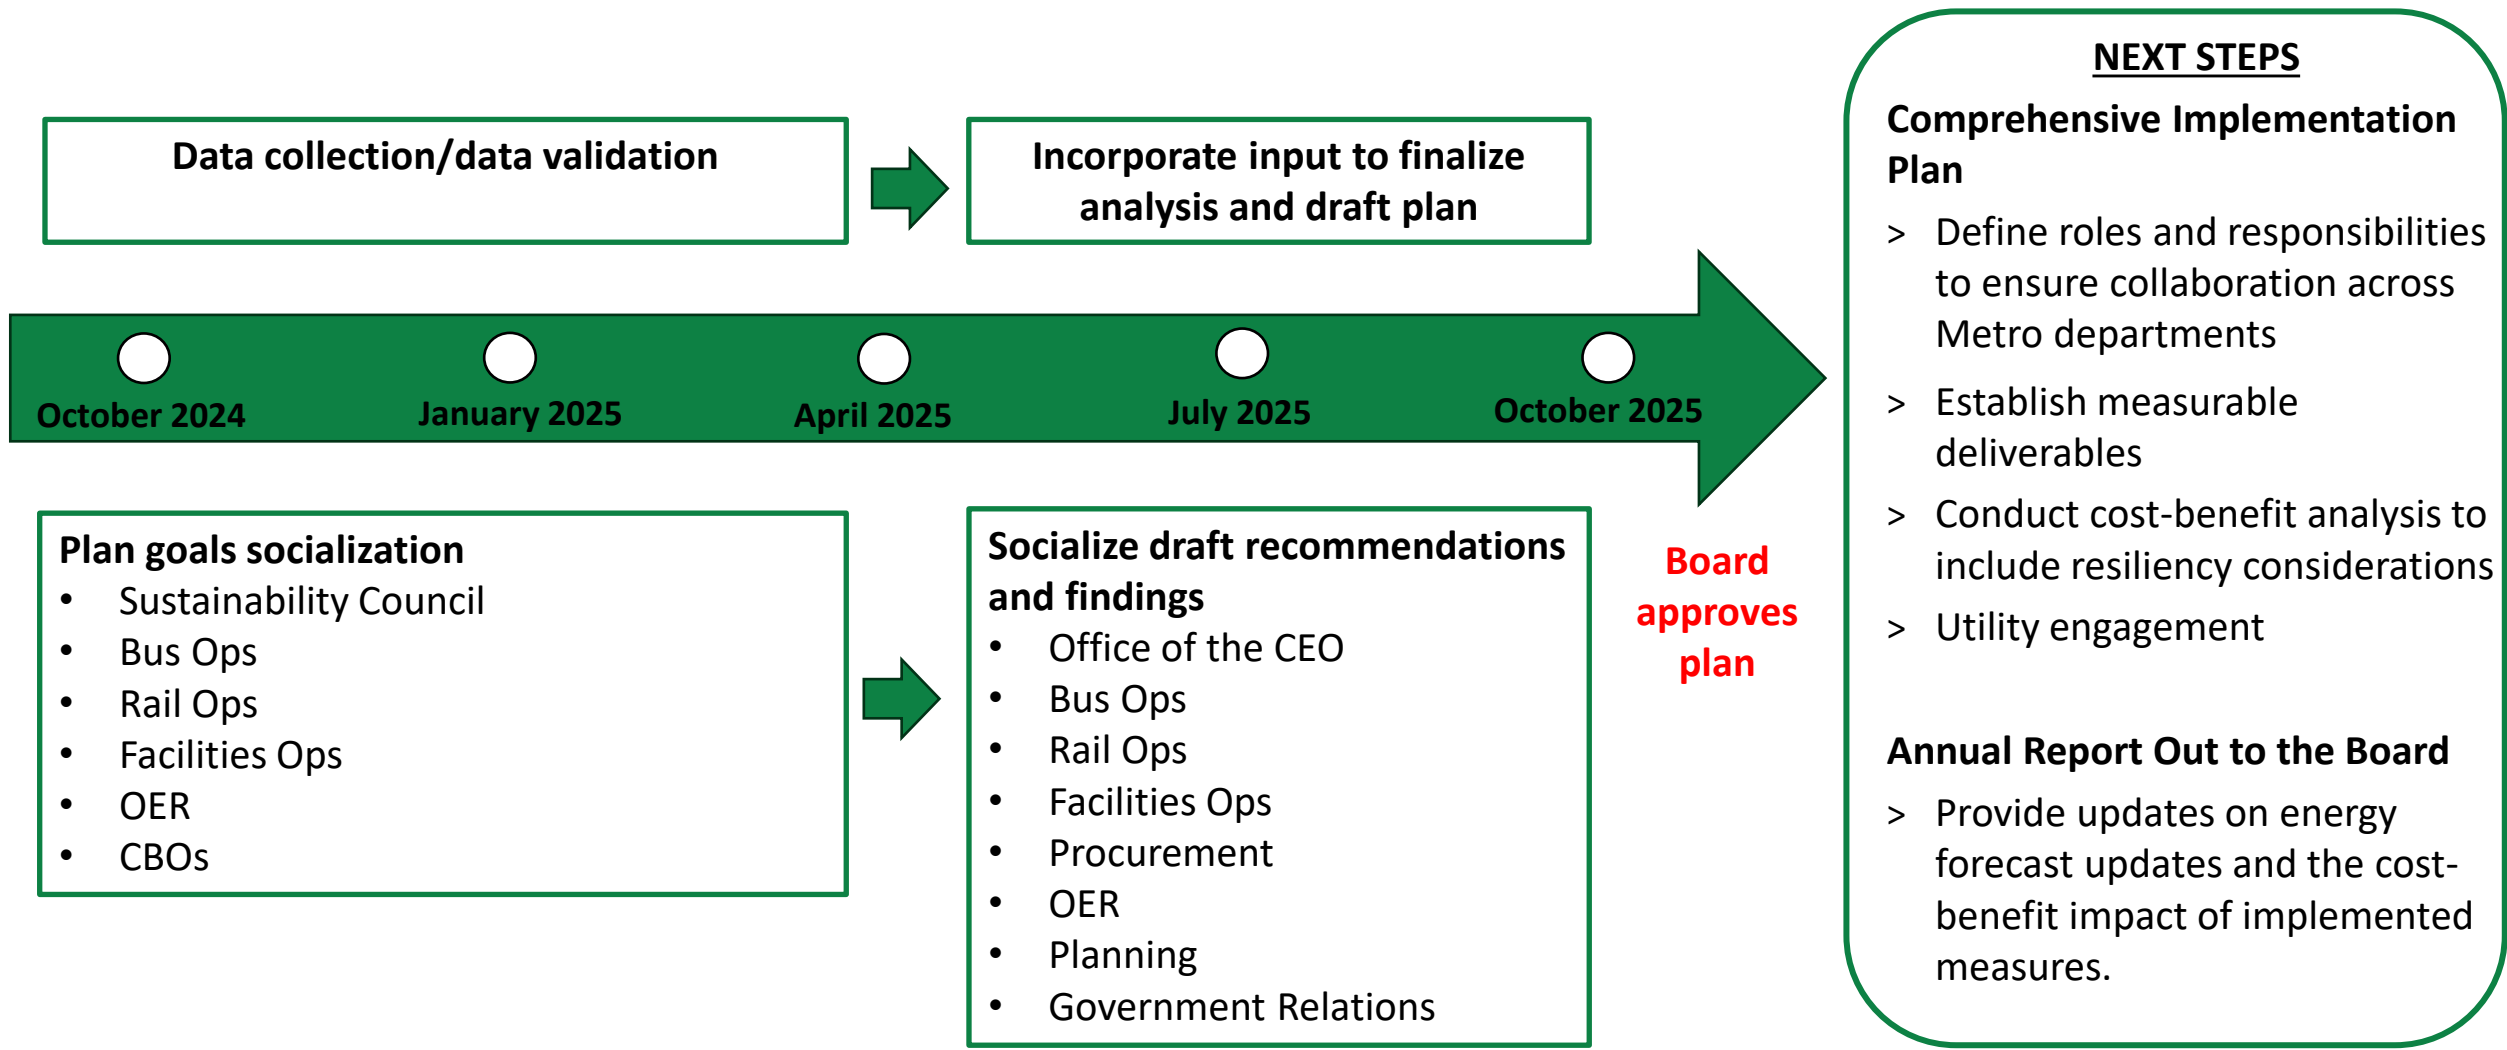 Data collection/data validation
Incorporate input to finalize
analysis and draft plan
October 2024
January 2025
April 2025
July 2025
October 2025
Plan goals socialization
• Sustainability Council
• Bus Ops
• Rail Ops
• Facilities Ops
• OER
• CBOs
Socialize draft recommendations
and findings
• Office of the CEO
• Bus Ops
• Rail Ops
• Facilities Ops
• Procurement
• OER
• Planning
• Government Relations
Board
approves
plan
NEXT STEPS
Comprehensive Implementation
Plan
> Define roles and responsibilities
to ensure collaboration across
Metro departments
> Establish measurable
deliverables
> Conduct cost-benefit analysis to
include resiliency considerations
> Utility engagement
Annual Report Out to the Board
> Provide updates on energy
forecast updates and the cost-
benefit impact of implemented
measures.